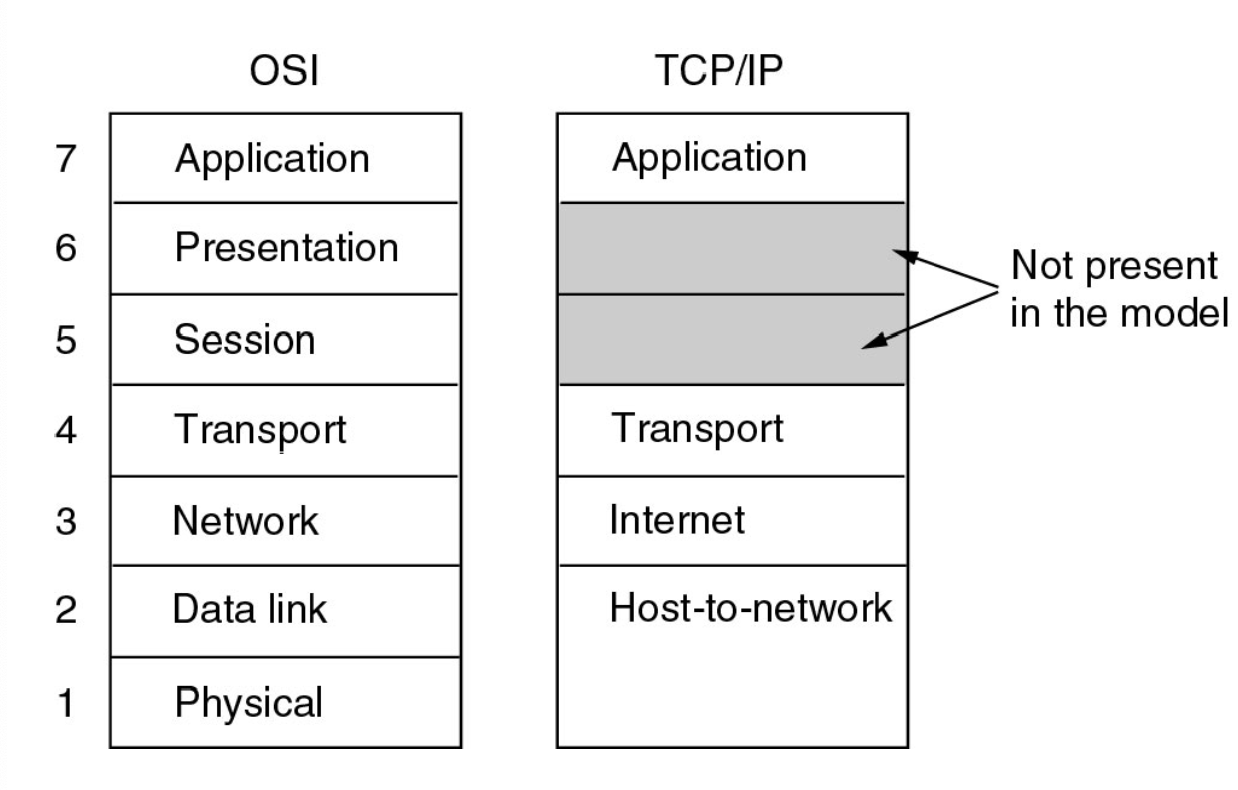 OSI TCP/IP
7 Application Application
6 Presentation
Not present
in the model
5 Session
4 Transport Transport
3 Network Internet
2 Data link Host-to-network
1 Physical